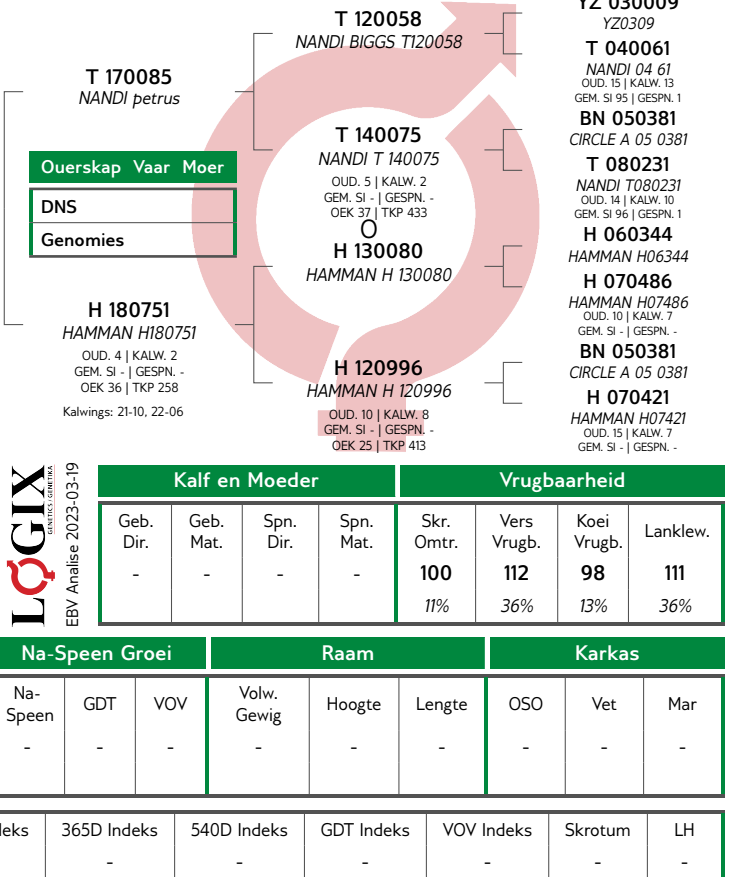 T 170085
NANDI petrus
T 120058
NANDI BIGGS T120058
YZ 030009
YZ0309
T 040061
NANDI 04 61
OUD. 15 | KALW. 13
GEM. SI 95 | GESPN. 1
T 140075
NANDI T 140075
OUD. 5 | KALW. 2
GEM. SI - | GESPN. -
OEK 37 | TKP 433
BN 050381
CIRCLE A 05 0381
T 080231
NANDI T080231
OUD. 14 | KALW. 10
GEM. SI 96 | GESPN. 1
Ouerskap Vaar Moer
DNS
Genomies
O
H 180751
HAMMAN H180751
OUD. 4 | KALW. 2
GEM. SI - | GESPN. -
OEK 36 | TKP 258
Kalwings: 21-10, 22-06
H 130080
HAMMAN H 130080
H 060344
HAMMAN H06344
H 070486
HAMMAN H07486
OUD. 10 | KALW. 7
GEM. SI - | GESPN. -
H 120996
HAMMAN H 120996
OUD. 10 | KALW. 8
GEM. SI - | GESPN. -
OEK 25 | TKP 413
BN 050381
CIRCLE A 05 0381
H 070421
HAMMAN H07421
OUD. 15 | KALW. 7
GEM. SI - | GESPN. -
LOGIX
GENETICS | GENETIKA
EBV Analise 2023-03-19
Kalf en Moeder Vrugbaarheid
Geb. Dir. Geb. Mat. Spn. Dir. Spn. Mat. Skr. Omtr. Vers Vrugb. Koei Vrugb. Lanklew.
- - - - 100 112 98 111
11% 36% 13% 36%
Na-Speen Groei Raam Karkas
Na-Speen GDT VOV Volw. Gewig Hoogte Lengte OSO Vet Mar
- - - - - - - - -
365D Indeks 540D Indeks GDT Indeks VOV Indeks Skrotum LH
- - - - - -